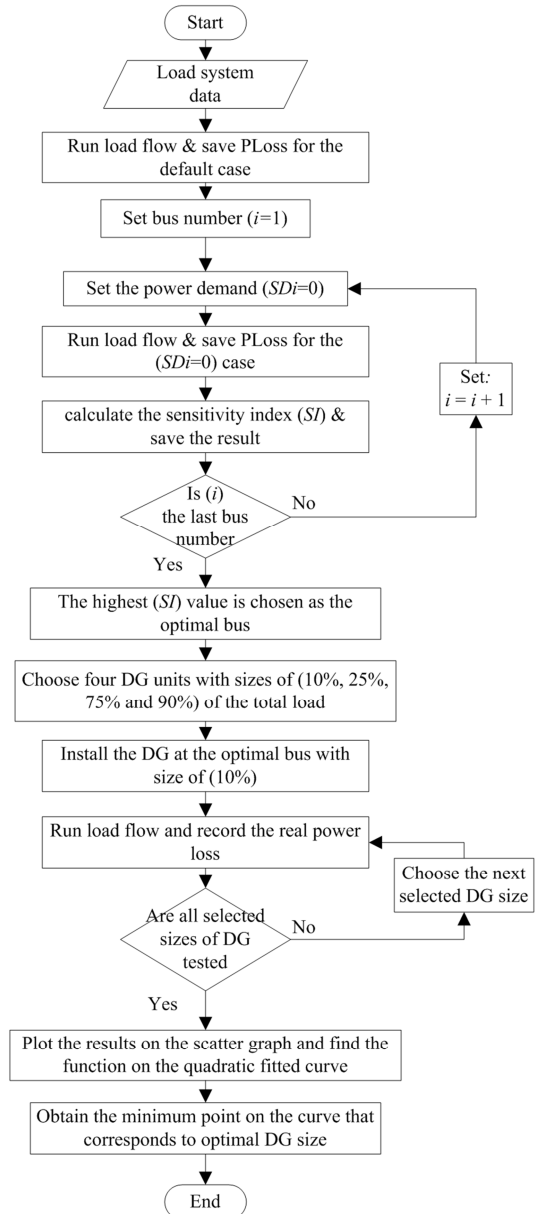 Start
Load system
data
Run load flow & save PLoss for the
default case
Set bus number (i=1)
Set the power demand (SDi=0)
Run load flow & save PLoss for the
(SDi=0) case
Set:
i = i + 1
calculate the sensitivity index (SI) &
save the result
Is (i)
the last bus
number
No
Yes
The highest (SI) value is chosen as the
optimal bus
Choose four DG units with sizes of (10%, 25%,
75% and 90%) of the total load
Install the DG at the optimal bus with
size of (10%)
Run load flow and record the real power
loss
Choose the next
selected DG size
Are all selected
sizes of DG
tested
No
Yes
Plot the results on the scatter graph and find the
function on the quadratic fitted curve
Obtain the minimum point on the curve that
corresponds to optimal DG size
End